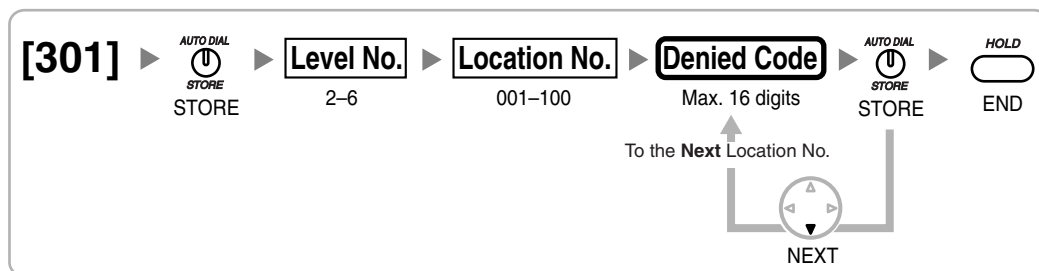 [301]
AUTO DIAL
STORE
STORE
Level No.
2–6
Location No.
001–100
Denied Code
Max. 16 digits
AUTO DIAL
STORE
STORE
HOLD
END
To the Next Location No.
NEXT